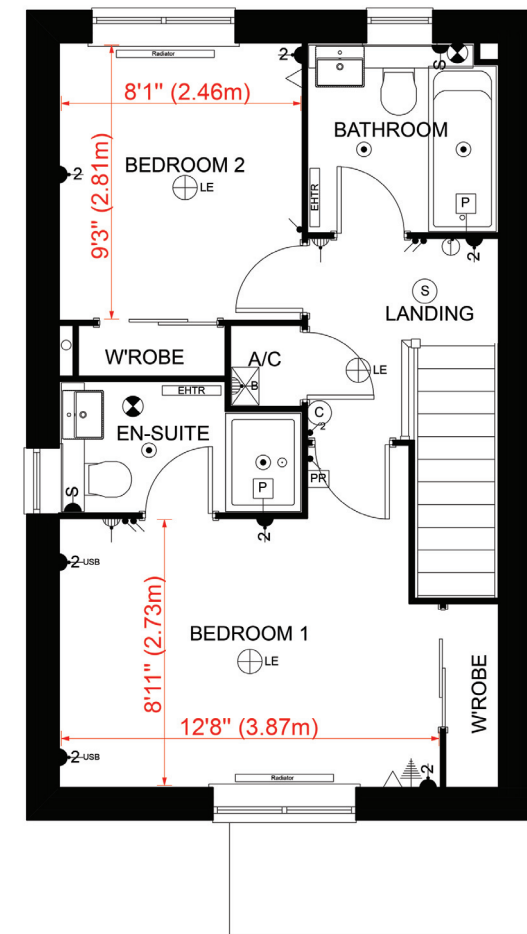 Radiator
2
S
8'1" (2.46m)
BATHROOM
BEDROOM 2
2
LE
9'3" (2.81m)
EHTR
P
2
S
LANDING
W'ROBE
A/C
LE
B
EHTR
C
2
EN-SUITE
PR
P
S
2
2 USB
8'11" (2.73m)
BEDROOM 1
LE
W'ROBE
12'8" (3.87m)
2 USB
Radiator
2